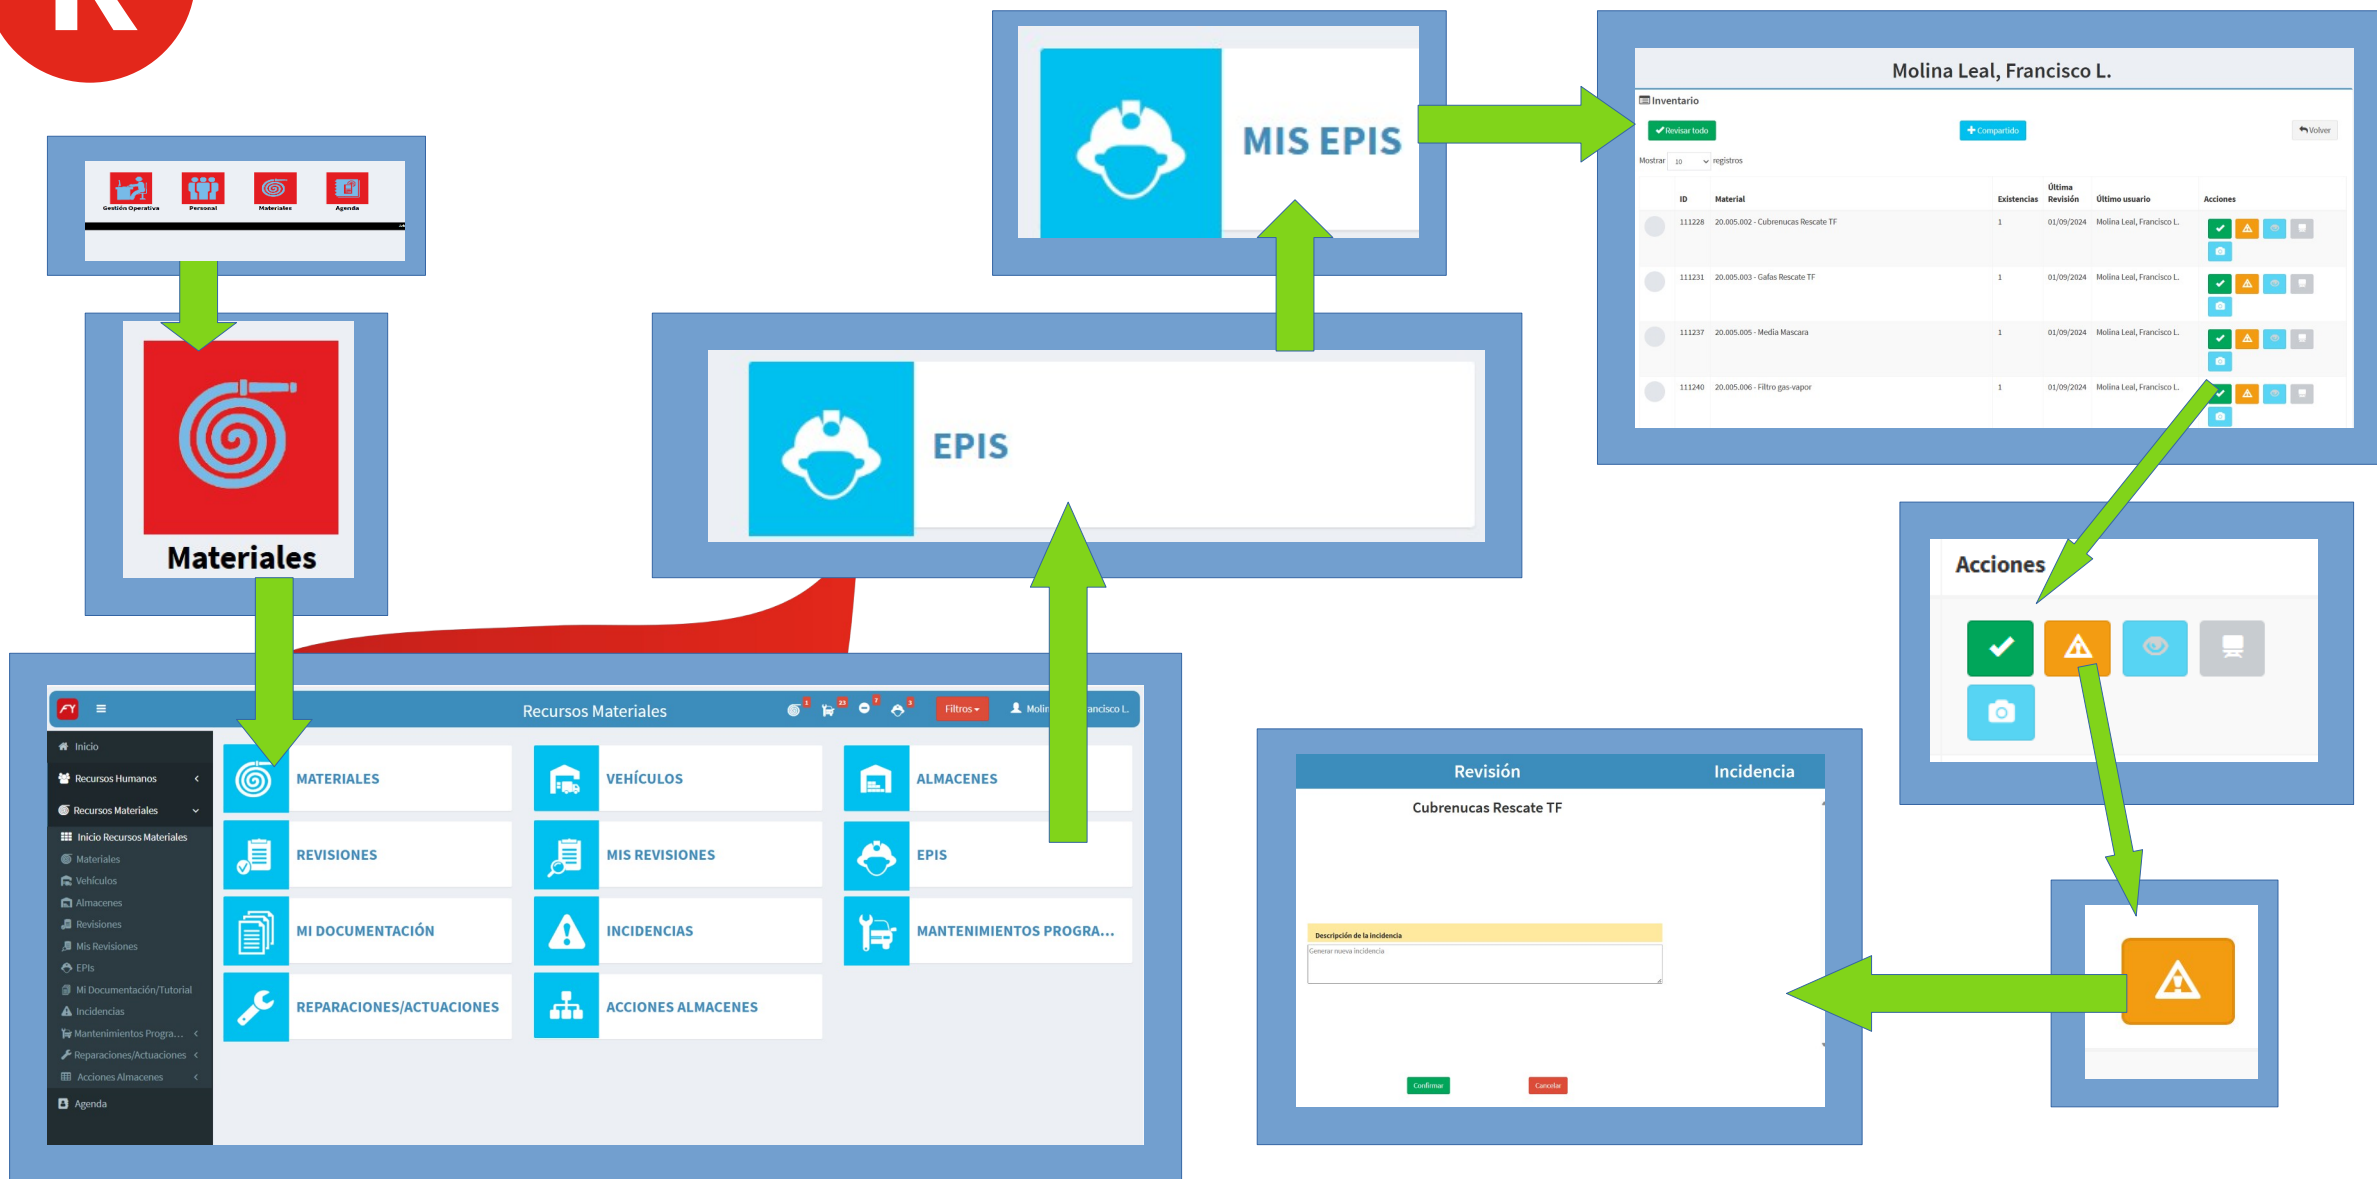 R
Gestión Operativa
Personal
Materiales
Agenda
Materiales
Recursos Materiales
1
23
7
3
Filtros
Inicio
Recursos Humanos
Recursos Materiales
Inicio Recursos Materiales
Materiales
Vehículos
Almacenes
Revisiones
Mis Revisiones
EPIs
Mi Documentación/Tutorial
Incidencias
Mantenimientos Progra...
Reparaciones/Actuaciones
Acciones Almacenes
Agenda
MATERIALES
VEHÍCULOS
ALMACENES
REVISIONES
MIS REVISIONES
EPIS
MI DOCUMENTACIÓN
INCIDENCIAS
MANTENIMIENTOS PROGRA...
REPARACIONES/ACTUACIONES
ACCIONES ALMACENES
EPIS
MIS EPIS
Molina Leal, Francisco L.
Inventario
Revisar todo
Compartido
Volver
Mostrar 10 registros
ID Material Existencias Última Revisión Último usuario Acciones
111228 20.005.002 - Cubrenucas Rescate TF 1 01/09/2024 Molina Leal, Francisco L.
111231 20.005.003 - Gafas Rescate TF 1 01/09/2024 Molina Leal, Francisco L.
111237 20.005.005 - Media Mascara 1 01/09/2024 Molina Leal, Francisco L.
111240 20.005.006 - Filtro gas-vapor 1 01/09/2024 Molina Leal, Francisco L.
Acciones
Revisión Incidencia
Cubrenucas Rescate TF
Descripción de la incidencia
Generar nueva incidencia
Confirmar
Cancelar